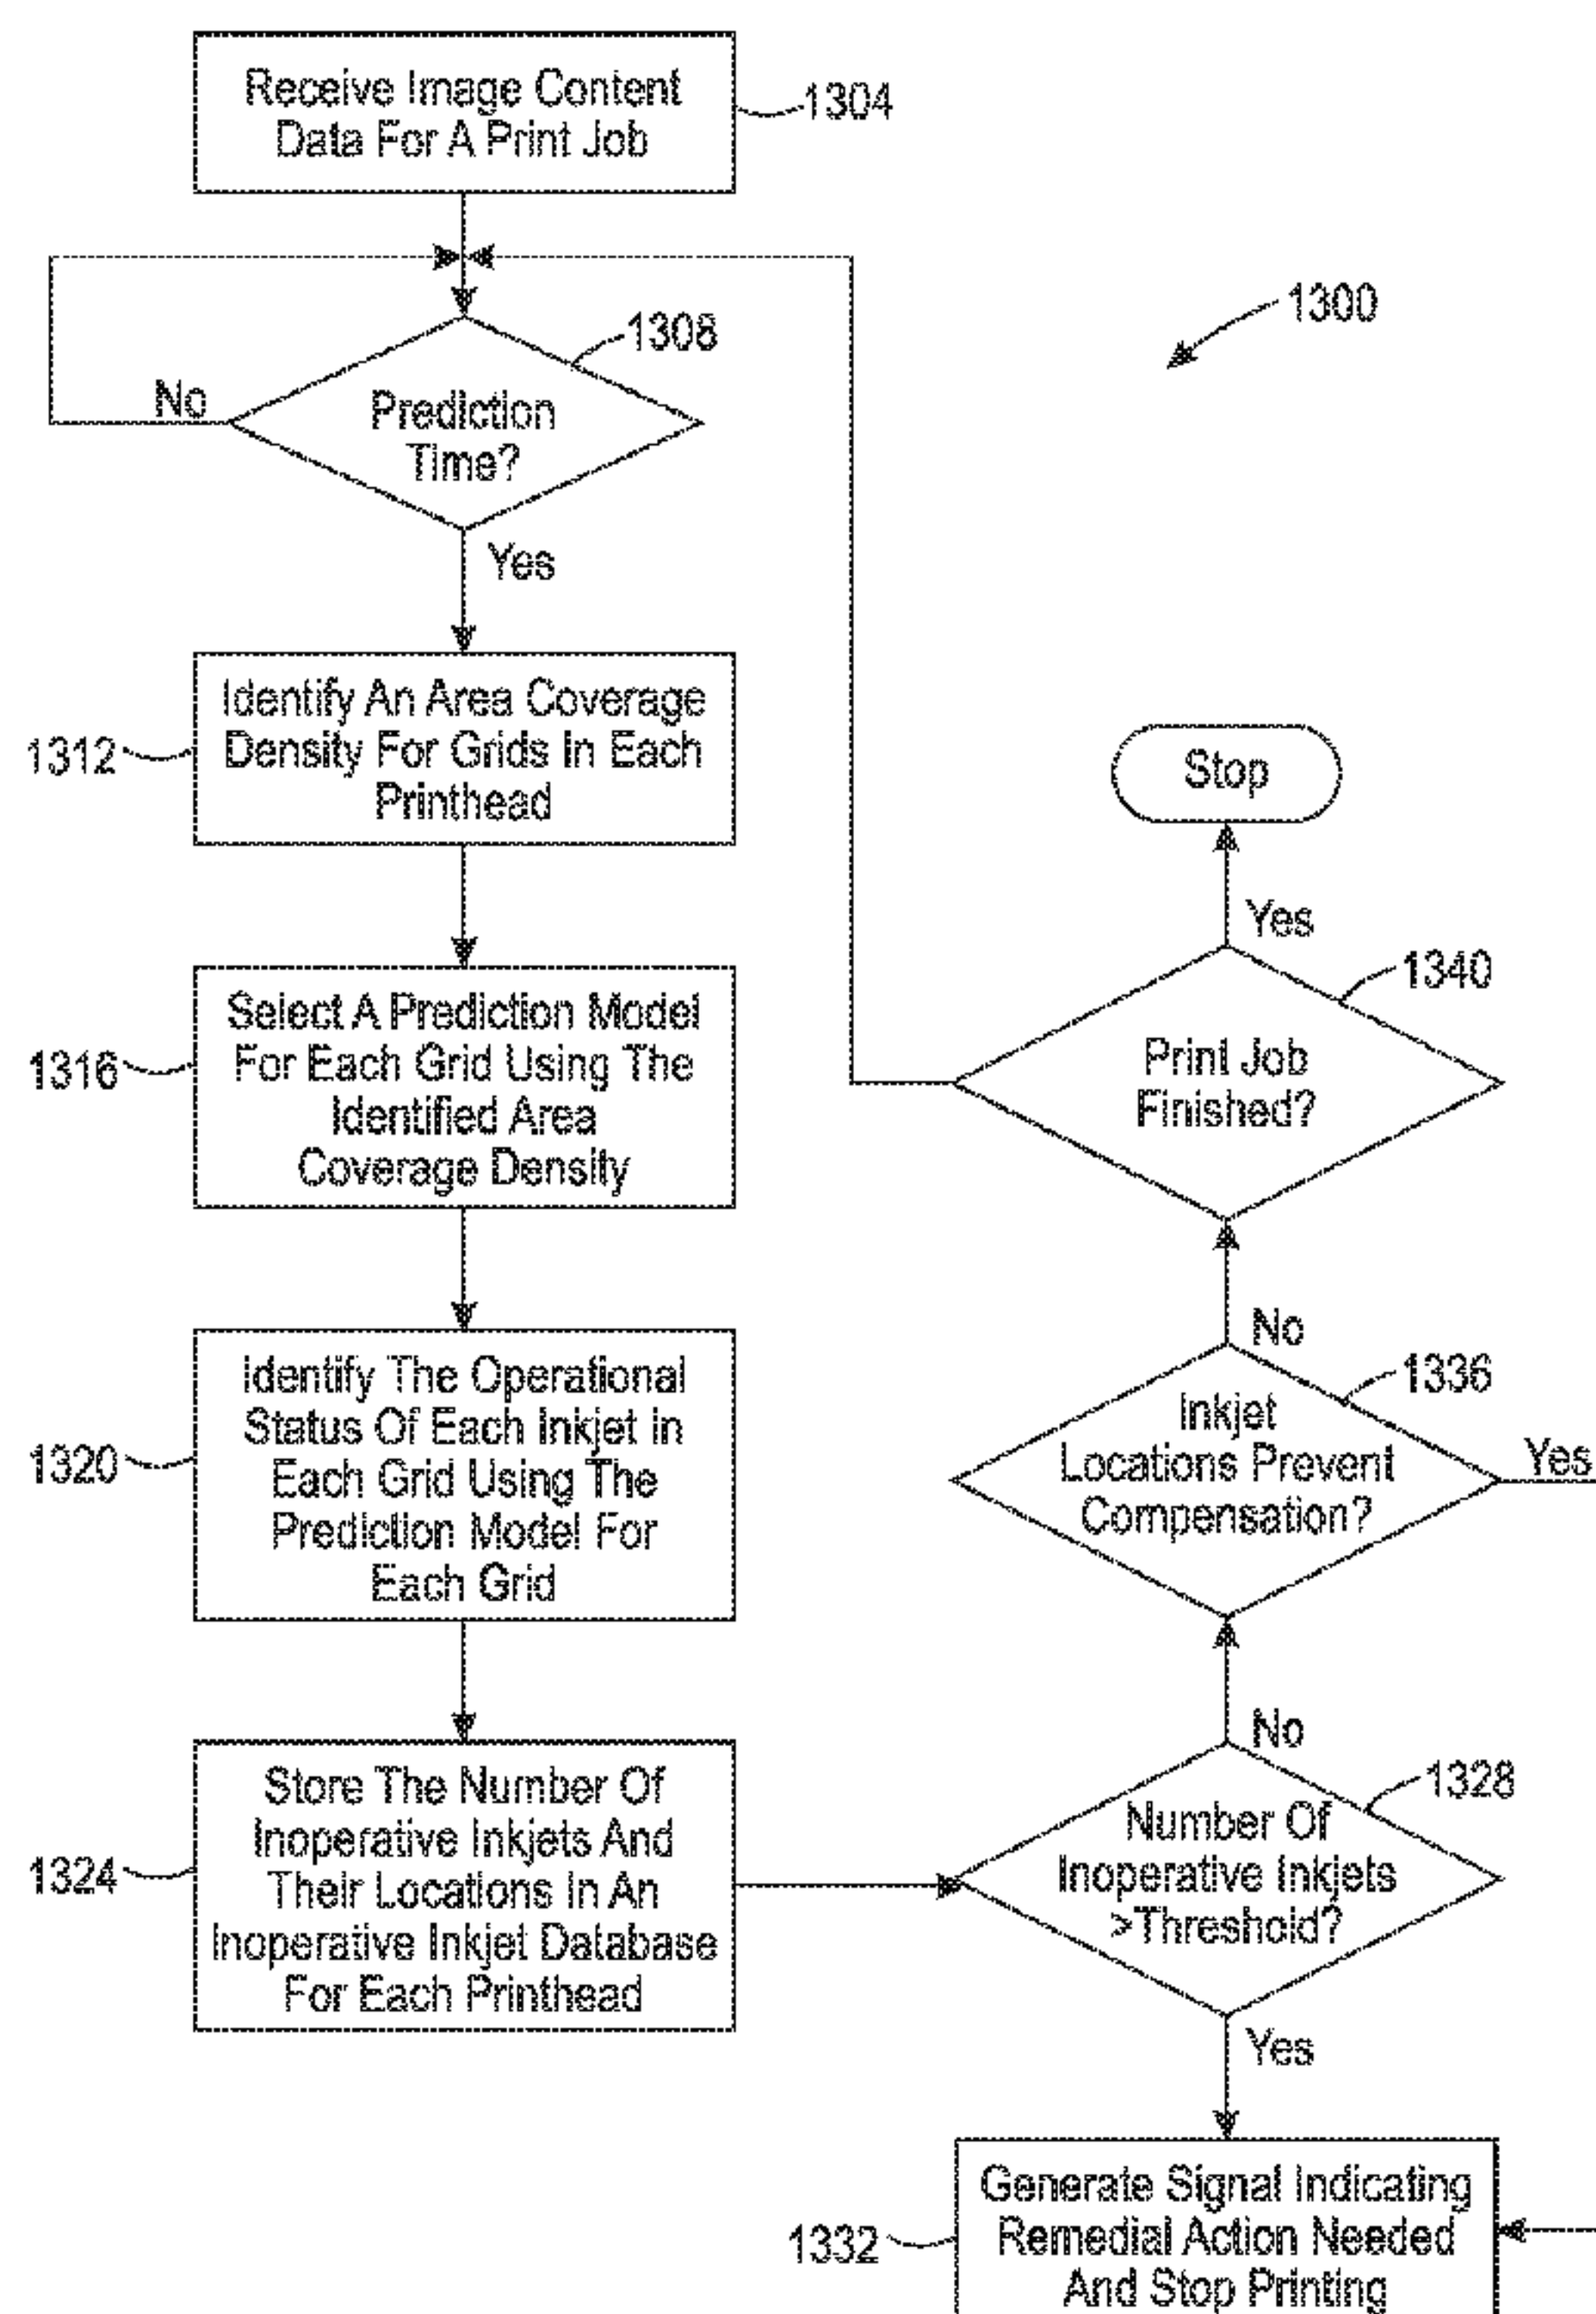 Receive Image Content
Data For A Print Job
1304
1300
1308
No
Prediction
Time?
Yes
Identify An Area Coverage
Density For Grids In Each
Printhead
1312
Select A Prediction Model
For Each Grid Using The
Identified Area
Coverage Density
1316
Identify The Operational
Status Of Each Inkjet in
Each Grid Using The
Prediction Model For
Each Grid
1320
Store The Number Of
Inoperative Inkjets And
Their Locations In An
Inoperative Inkjet Database
For Each Printhead
1324
Stop
Yes
1340
Print Job
Finished?
No
1336
Inkjet
Locations Prevent
Compensation?
Yes
No
1328
Number Of
Inoperative Inkjets
>Threshold?
Yes
Generate Signal Indicating
Remedial Action Needed
And Stop Printing
1332